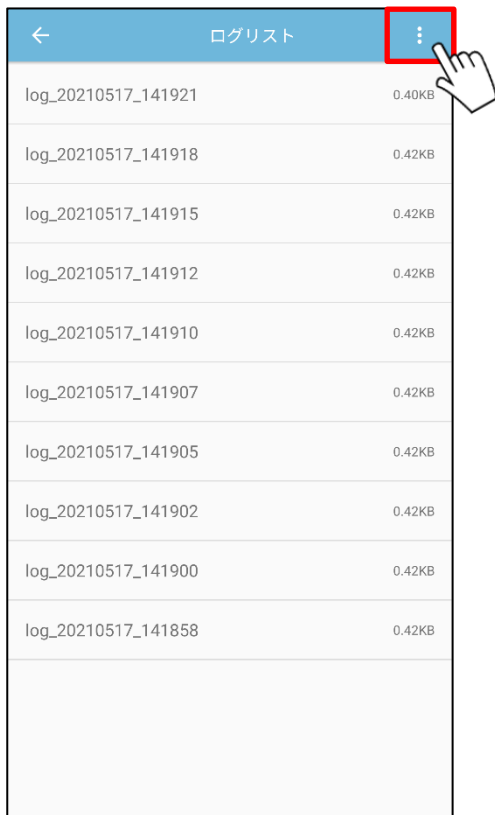 ログリスト
log_20210517_141921 0.40KB
log_20210517_141918 0.42KB
log_20210517_141915 0.42KB
log_20210517_141912 0.42KB
log_20210517_141910 0.42KB
log_20210517_141907 0.42KB
log_20210517_141905 0.42KB
log_20210517_141902 0.42KB
log_20210517_141900 0.42KB
log_20210517_141858 0.42KB